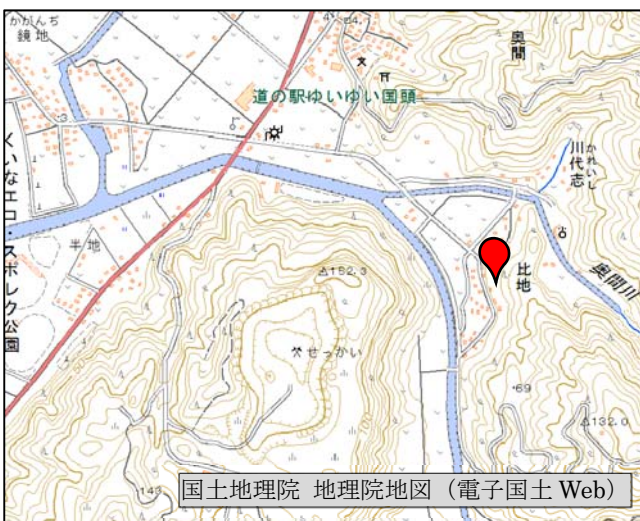 かがんぢ
鏡地
奥間
道の駅ゆいゆい国頭
かれいし
川代志
くいなエコ・スポレク公園
半地
比地
奥間川
△152.3
せっかい
・69
△132.0
143
国土地理院 地理院地図（電子国土 Web）